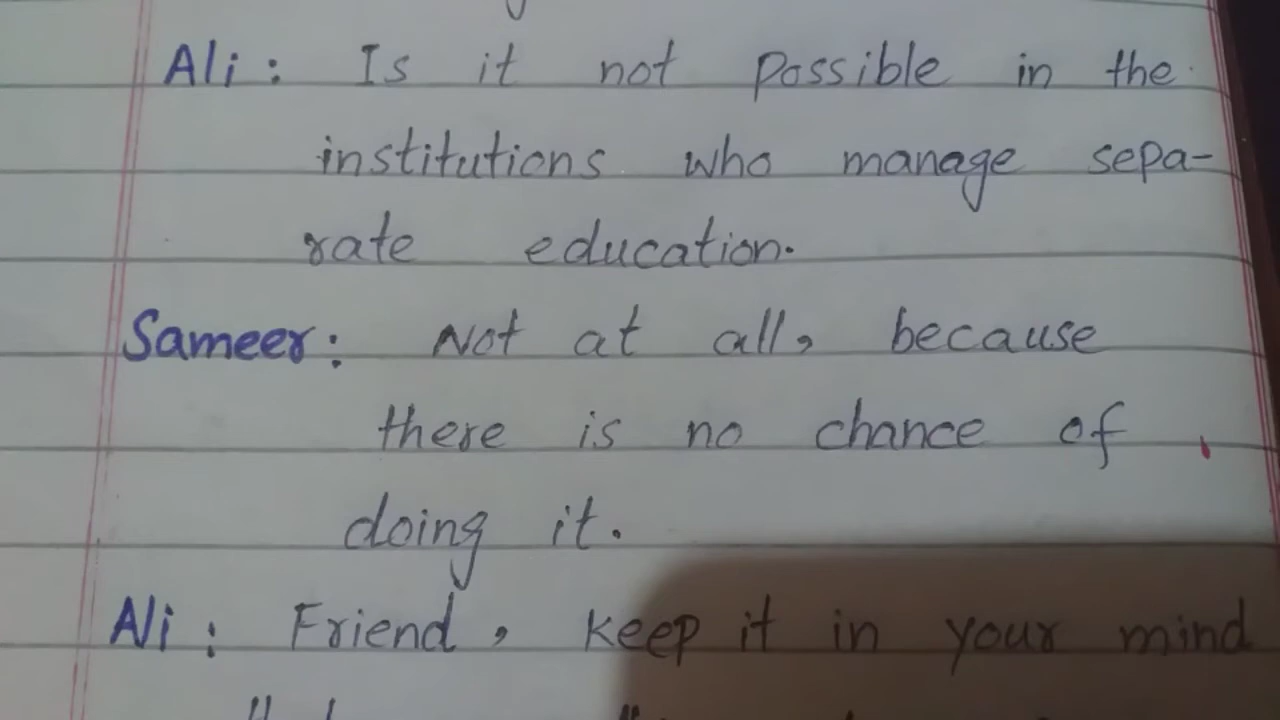 Ali: Is it not possible in the
institutions who manage sepa-
rate education.
Sameer: Not at all, because
there is no chance of
doing it.
Ali: Friend, keep it in your mind